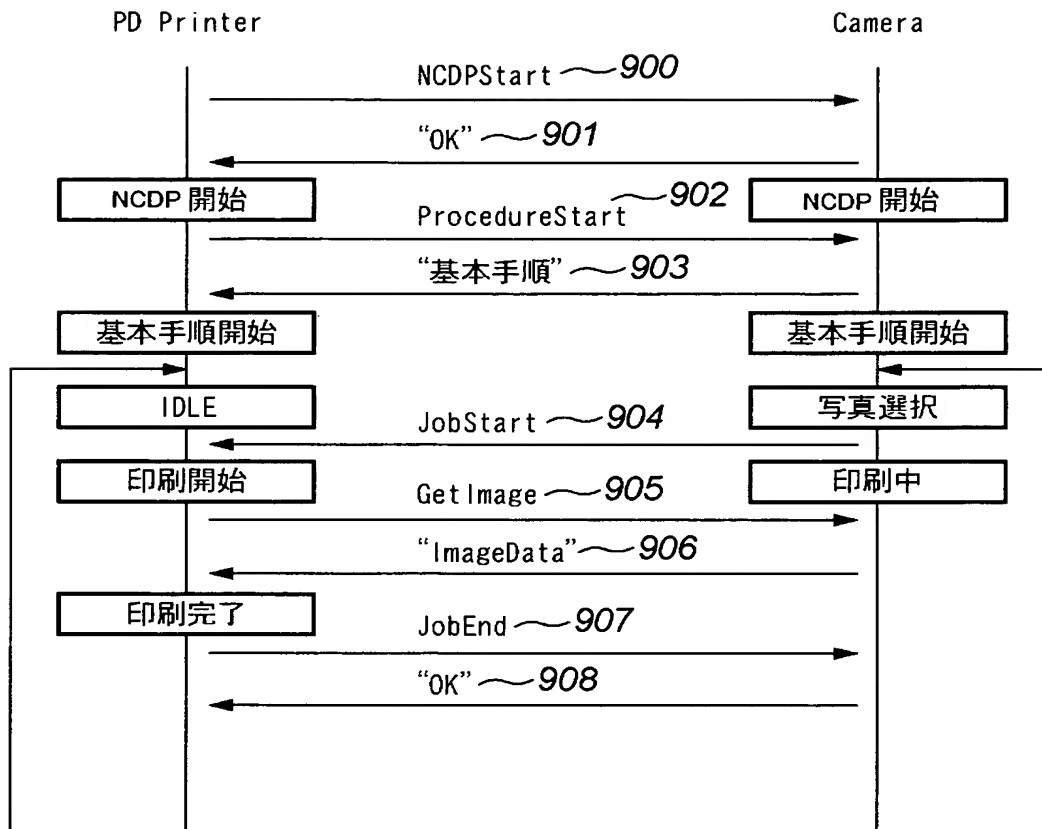 PD Printer Camera
NCDPStart 900
“OK” 901
NCDP 開始 NCDP 開始
902
ProcedureStart
“基本手順” 903
基本手順開始 基本手順開始
IDLE 写真選択
JobStart 904
印刷開始 印刷中
GetImage 905
“ImageData” 906
印刷完了
JobEnd 907
“OK” 908